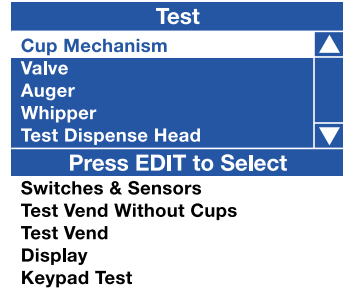 Test
Cup Mechanism
Valve
Auger
Whipper
Test Dispense Head
Press EDIT to Select
Switches & Sensors
Test Vend Without Cups
Test Vend
Display
Keypad Test